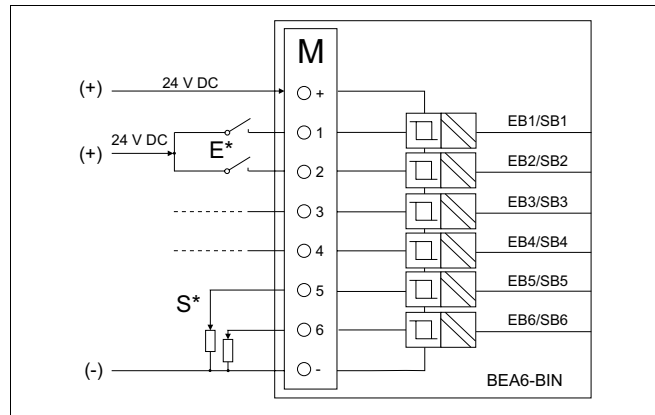 M
(+) 24 V DC +
1 EB1/SB1
(+) 24 V DC E*
2 EB2/SB2
3 EB3/SB3
4 EB4/SB4
S* 5 EB5/SB5
6 EB6/SB6
(-) -
BEA6-BIN